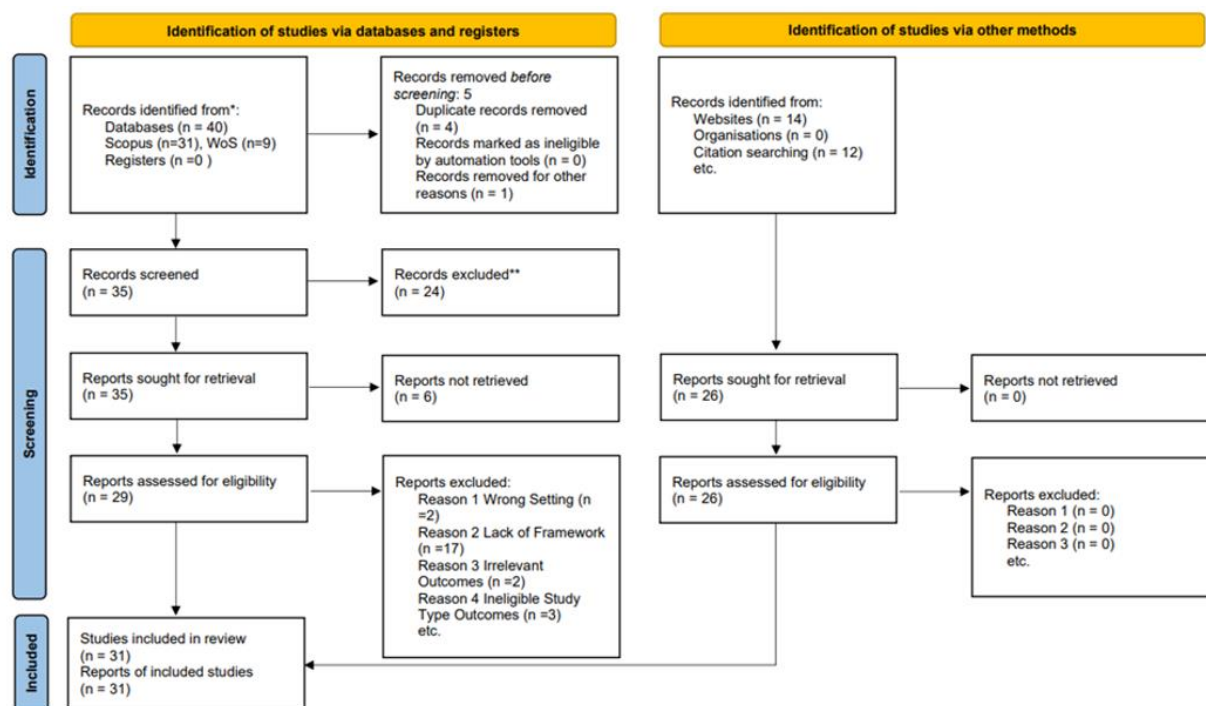 Identification of studies via databases and registers
Identification of studies via other methods
Identification
Records identified from*:
Databases (n = 40)
Scopus (n=31), WoS (n=9)
Registers (n =0 )
Records removed before
screening: 5
Duplicate records removed
(n = 4)
Records marked as ineligible
by automation tools (n = 0)
Records removed for other
reasons (n = 1)
Records identified from:
Websites (n = 14)
Organisations (n = 0)
Citation searching (n = 12)
etc.
Screening
Records screened
(n = 35)
Records excluded**
(n = 24)
Reports sought for retrieval
(n = 35)
Reports not retrieved
(n = 6)
Reports sought for retrieval
(n = 26)
Reports not retrieved
(n = 0)
Reports assessed for eligibility
(n = 29)
Reports excluded:
Reason 1 Wrong Setting (n
=2)
Reason 2 Lack of Framework
(n =17)
Reason 3 Irrelevant
Outcomes (n =2)
Reason 4 Ineligible Study
Type Outcomes (n =3)
etc.
Reports assessed for eligibility
(n = 26)
Reports excluded:
Reason 1 (n = 0)
Reason 2 (n = 0)
Reason 3 (n = 0)
etc.
Included
Studies included in review
(n = 31)
Reports of included studies
(n = 31)